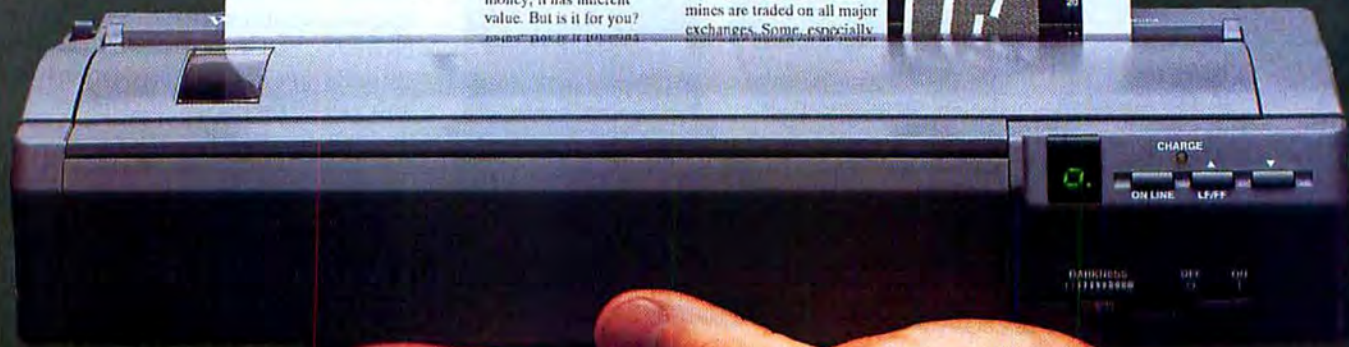 money, it has inherent
value. But is it for you?
mines are traded on all major
exchanges. Some, especially
CHARGE
ON LINE
LF/FF
DARKNESS
OFF
ON